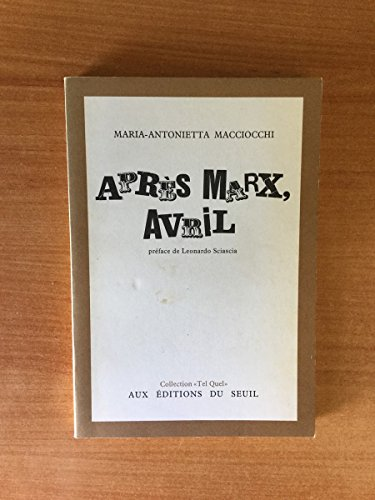 MARIA-ANTONIETTA MACCIOCCHI
APRÈS MARX,
AVRIL
préface de Leonardo Sciascia
Collection «Tel Quel»
AUX ÉDITIONS DU SEUIL